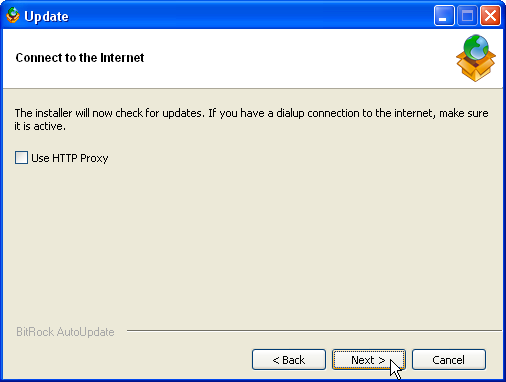 Update
Connect to the Internet
The installer will now check for updates. If you have a dialup connection to the internet, make sure
it is active.
Use HTTP Proxy
BitRock AutoUpdate
< Back
Next >
Cancel